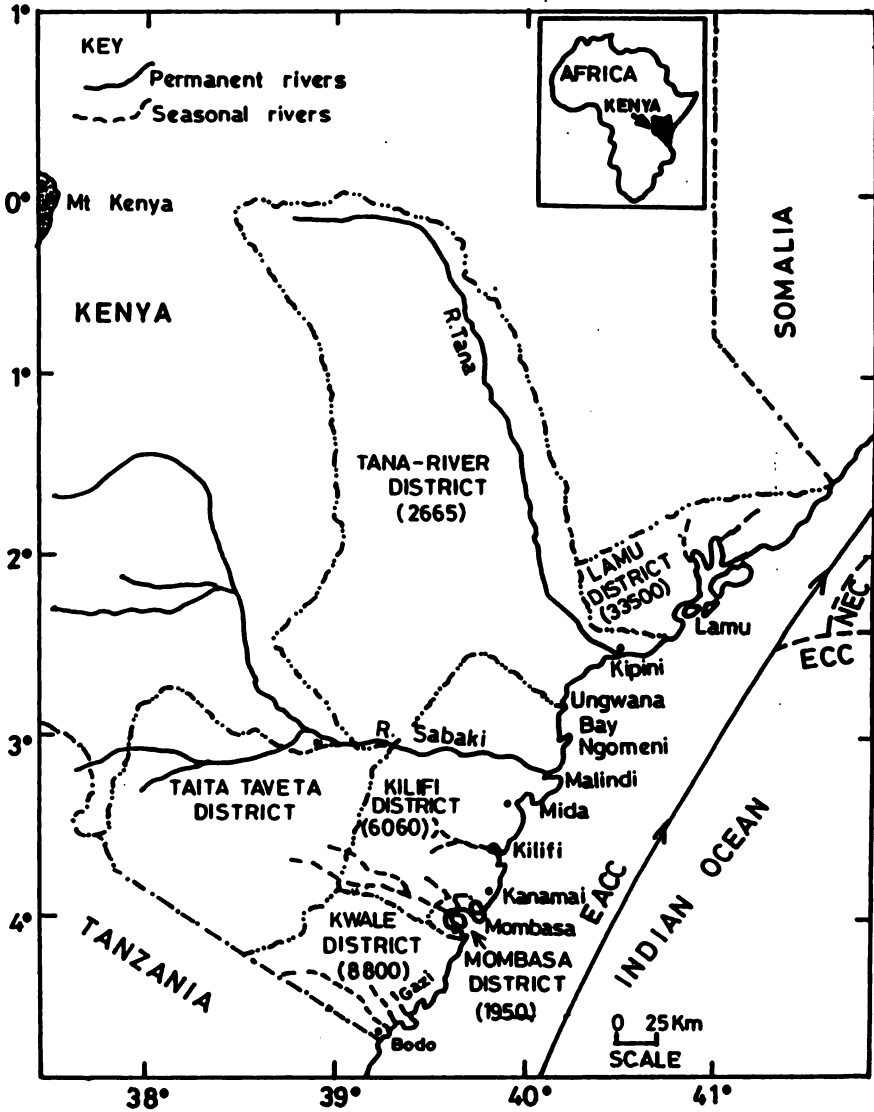 1°
KEY
Permanent rivers
Seasonal rivers
AFRICA
KENYA
0°
Mt Kenya
KENYA
SOMALIA
R.Tana
1°
TANA-RIVER
DISTRICT
(2665)
2°
LAMU
DISTRICT
(33500)
Lamu
NEC
ECC
Kipini
Ungwana
Bay
Ngomeni
3°
R. Sabaki
Malindi
TAITA TAVETA
DISTRICT
KILIFI
DISTRICT
(6060)
Mida
Kilifi
Kanamai
4°
Mombasa
KWALE
DISTRICT
(8800)
MOMBASA
DISTRICT
(1950)
EACC
INDIAN OCEAN
TANZANIA
Gazi
Bodo
0 25Km
SCALE
38°
39°
40°
41°